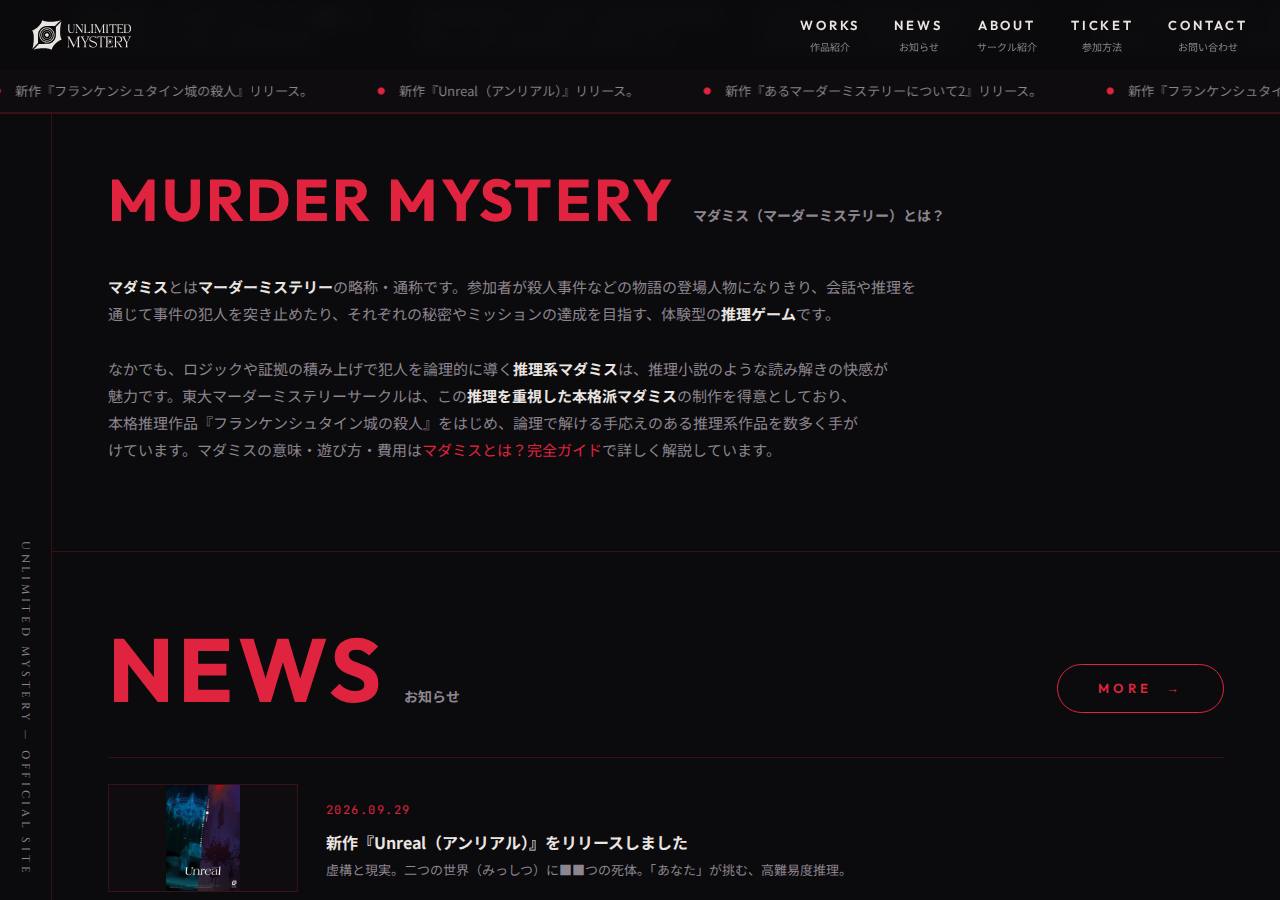 UNLIMITED
MYSTERY
WORKS
作品紹介
NEWS
お知らせ
ABOUT
サークル紹介
TICKET
参加方法
CONTACT
お問い合わせ
新作『フランケンシュタイン城の殺人』リリース。
新作『Unreal（アンリアル）』リリース。
新作『あるマーダーミステリーについて2』リリース。
新作『フランケンシュタイ
MURDER MYSTERY
マダミス（マーダーミステリー）とは？
マダミスとはマーダーミステリーの略称・通称です。参加者が殺人事件などの物語の登場人物になりきり、会話や推理を
通じて事件の犯人を突き止めたり、それぞれの秘密やミッションの達成を目指す、体験型の推理ゲームです。
なかでも、ロジックや証拠の積み上げで犯人を論理的に導く推理系マダミスは、推理小説のような読み解きの快感が
魅力です。東大マーダーミステリーサークルは、この推理を重視した本格派マダミスの制作を得意としており、
本格推理作品『フランケンシュタイン城の殺人』をはじめ、論理で解ける手応えのある推理系作品を数多く手が
けています。マダミスの意味・遊び方・費用はマダミスとは？完全ガイドで詳しく解説しています。
UNLIMITED MYSTERY — OFFICIAL SITE
NEWS
お知らせ
MORE →
Unreal
2026.09.29
新作『Unreal（アンリアル）』をリリースしました
虚構と現実。二つの世界（みっしつ）に■■つの死体。「あなた」が挑む、高難易度推理。